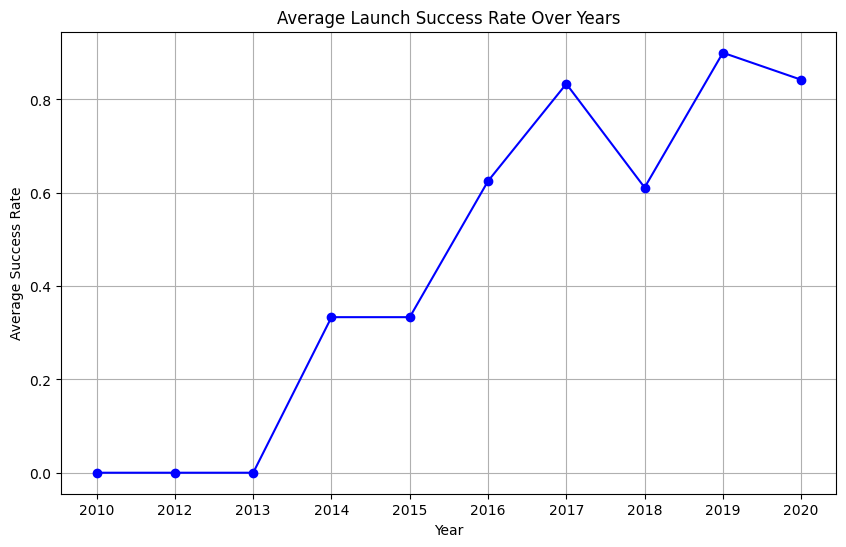 Average Launch Success Rate Over Years
Average Success Rate
0.8
0.6
0.4
0.2
0.0
2010 2012 2013 2014 2015 2016 2017 2018 2019 2020
Year